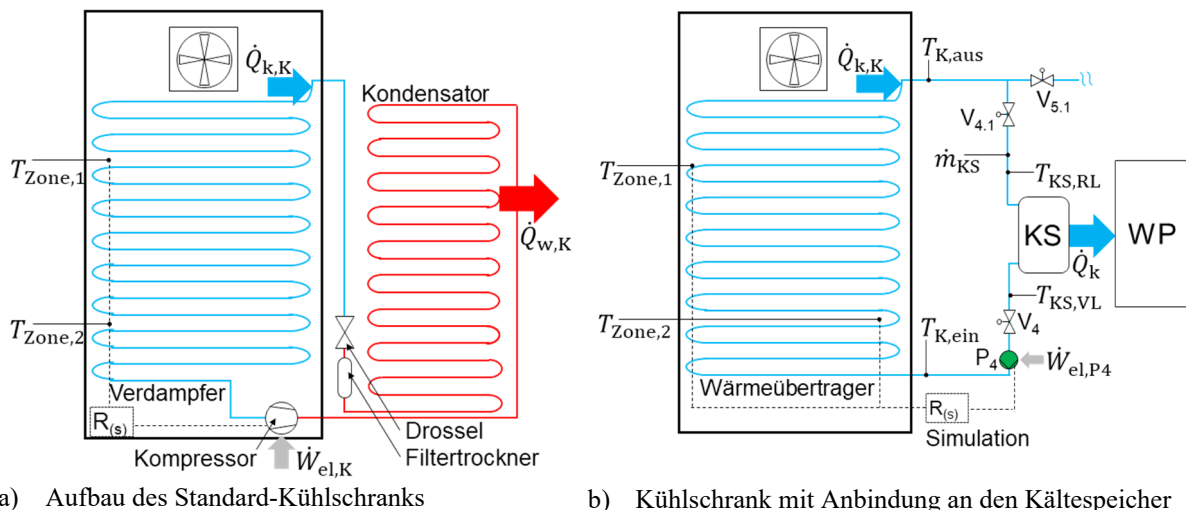 Q̇k,K
Kondensator
TZone,1
Q̇w,K
TZone,2
Verdampfer
R(s)
Drossel
Kompressor
Filtertrockner
Ẇel,K
a) Aufbau des Standard-Kühlschranks
Q̇k,K
TK,aus
V5.1
V4.1
ṁKS
TZone,1
TKS,RL
KS
WP
Q̇k
TKS,VL
TZone,2
V4
TK,ein
P4
Ẇel,P4
Wärmeübertrager
R(s)
Simulation
b) Kühlschrank mit Anbindung an den Kältespeicher